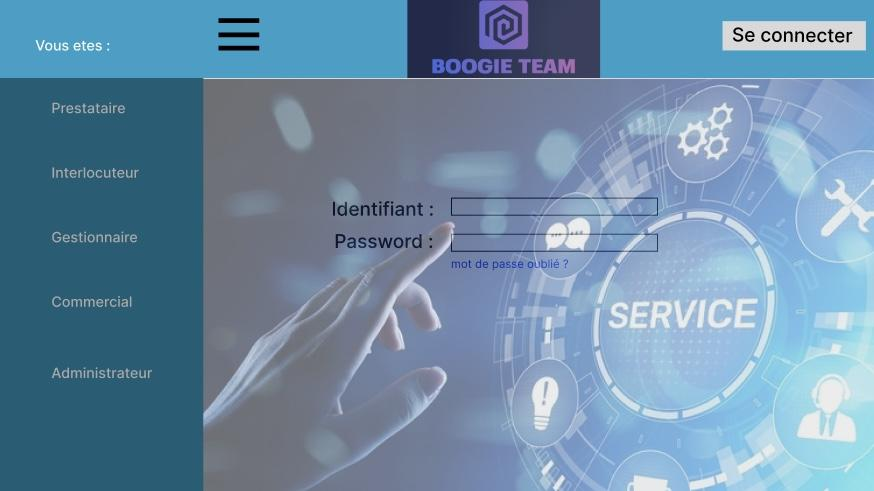 Vous etes :
BOOGIE TEAM
Se connecter
Prestataire
Interlocuteur
Gestionnaire
Commercial
Administrateur
Identifiant :
Password :
mot de passe oublié ?
SERVICE